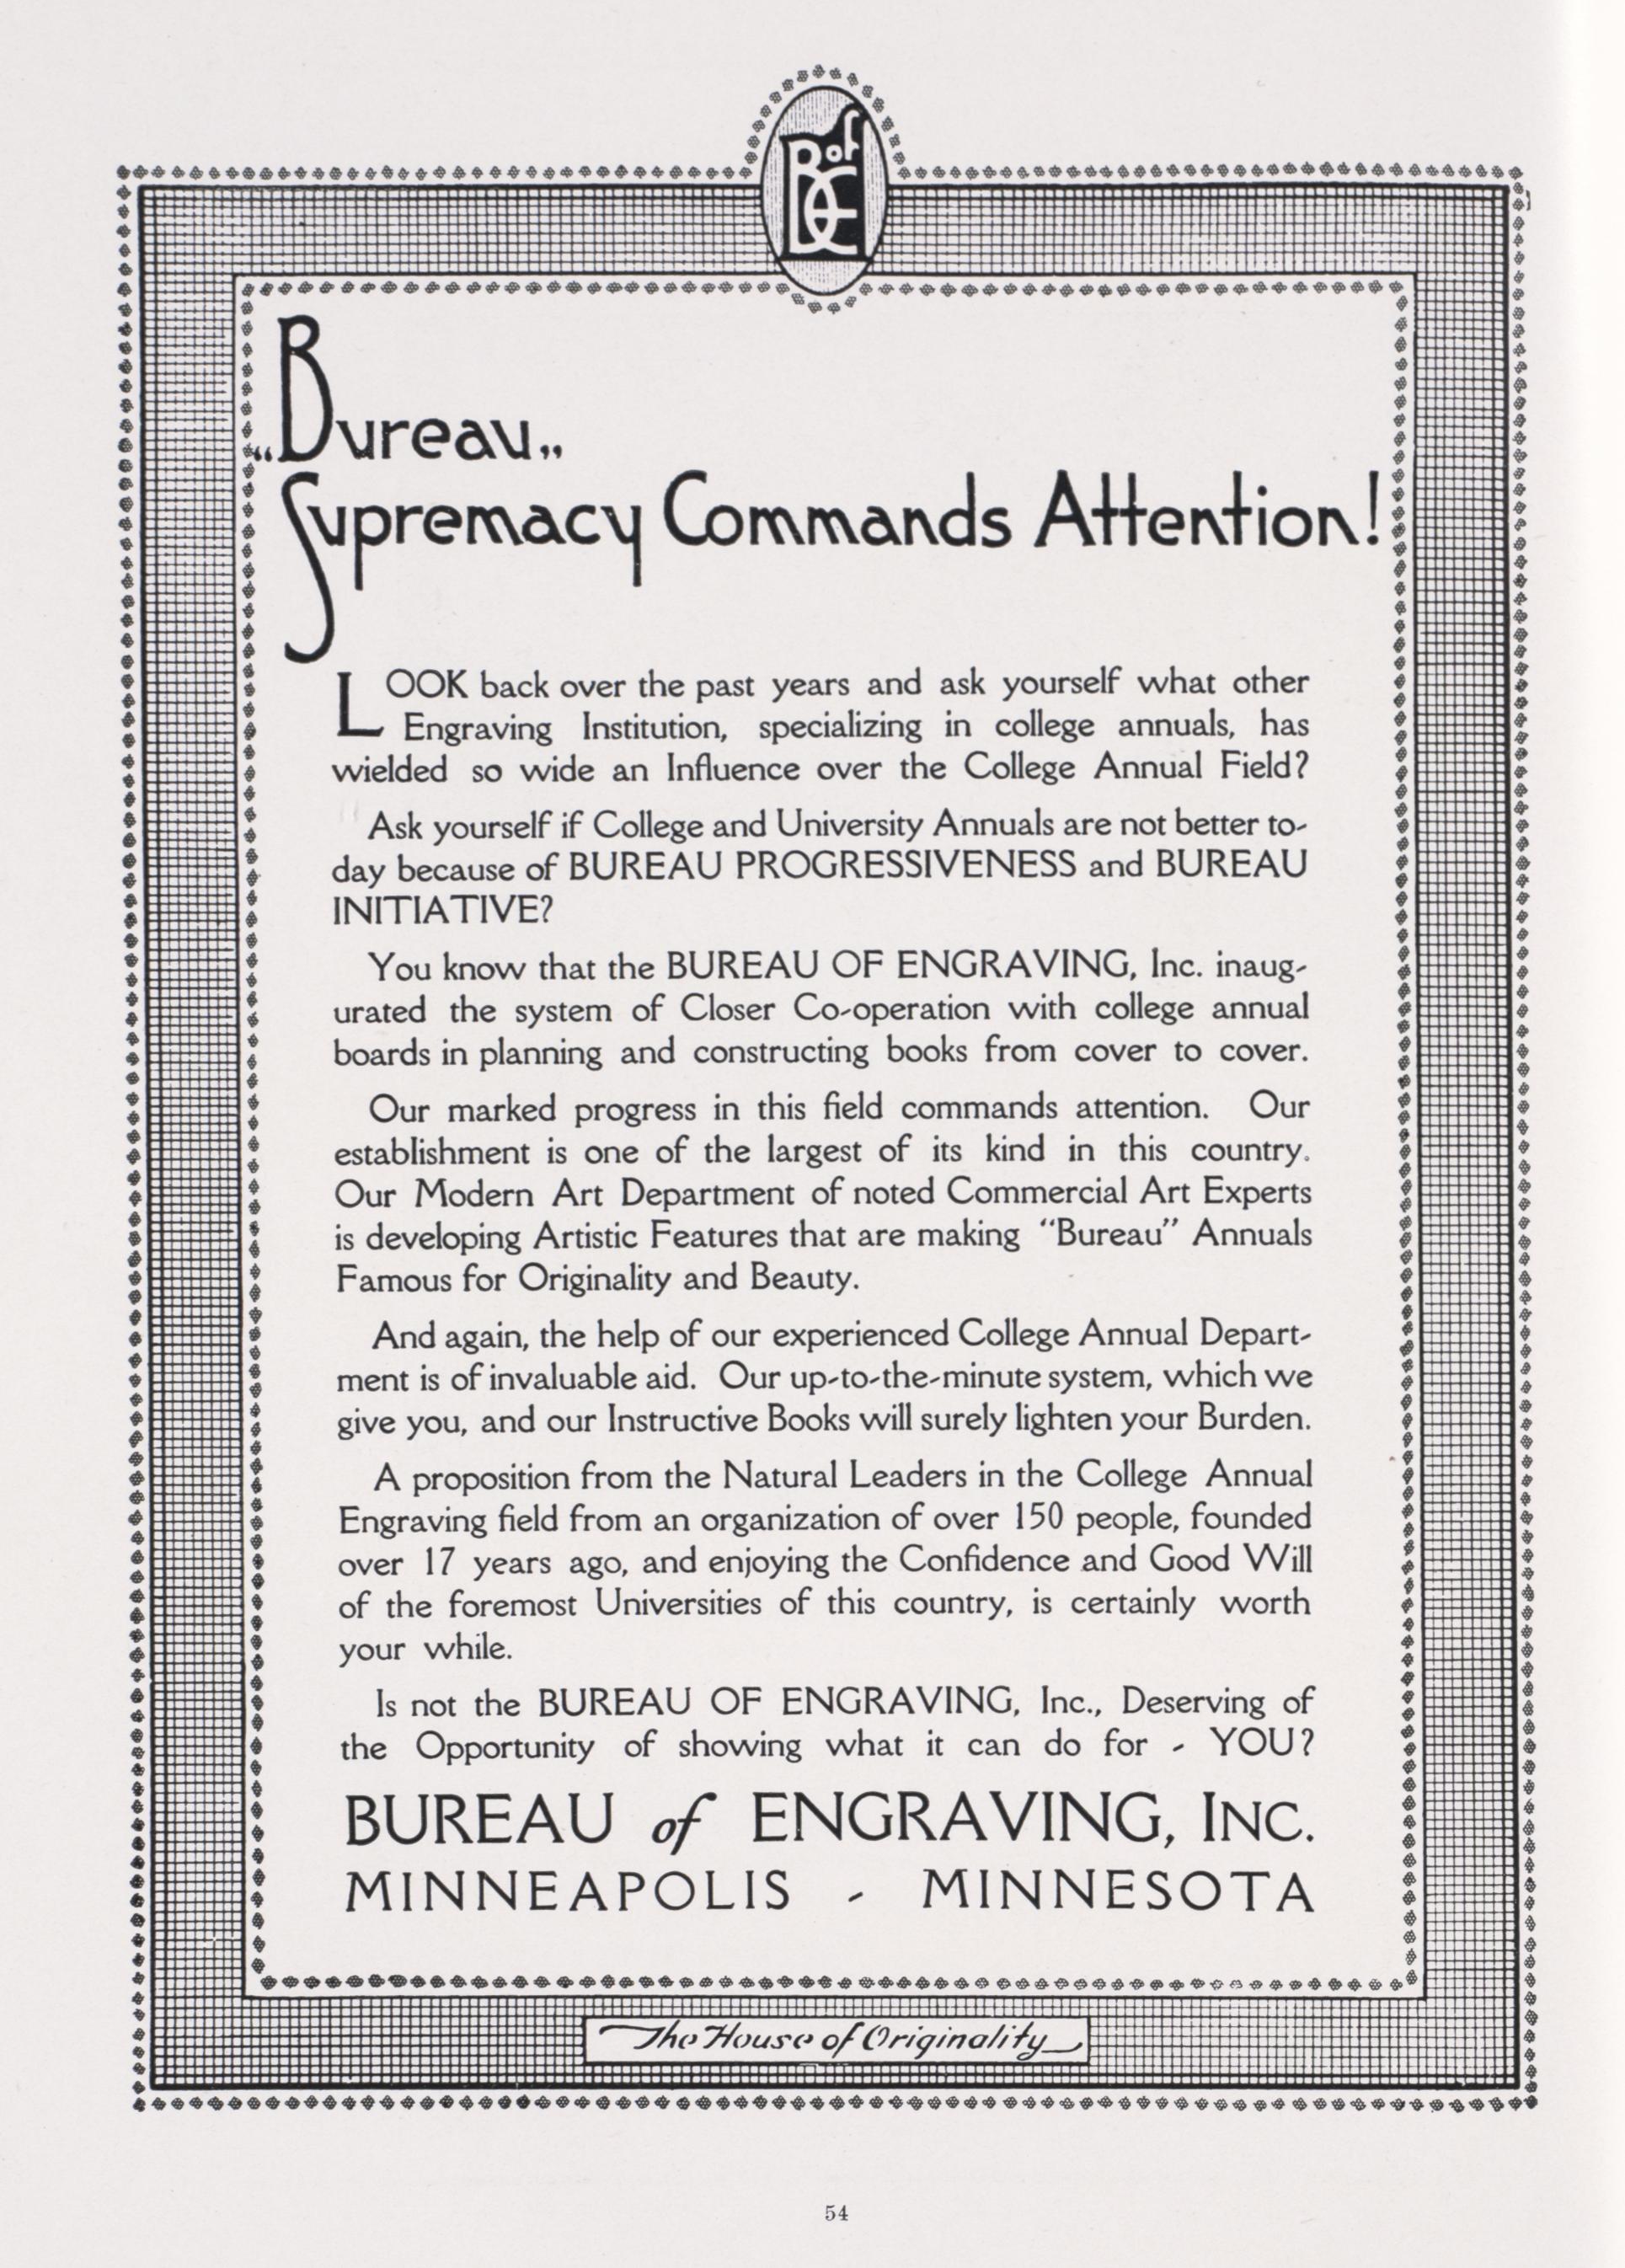 B of E
"Bureau"
Supremacy Commands Attention!
LOOK back over the past years and ask yourself what other
Engraving Institution, specializing in college annuals, has
wielded so wide an Influence over the College Annual Field?
Ask yourself if College and University Annuals are not better to-
day because of BUREAU PROGRESSIVENESS and BUREAU
INITIATIVE?
You know that the BUREAU OF ENGRAVING, Inc. inaug-
urated the system of Closer Co-operation with college annual
boards in planning and constructing books from cover to cover.
Our marked progress in this field commands attention. Our
establishment is one of the largest of its kind in this country.
Our Modern Art Department of noted Commercial Art Experts
is developing Artistic Features that are making "Bureau" Annuals
Famous for Originality and Beauty.
And again, the help of our experienced College Annual Depart-
ment is of invaluable aid. Our up-to-the-minute system, which we
give you, and our Instructive Books will surely lighten your Burden.
A proposition from the Natural Leaders in the College Annual
Engraving field from an organization of over 150 people, founded
over 17 years ago, and enjoying the Confidence and Good Will
of the foremost Universities of this country, is certainly worth
your while.
Is not the BUREAU OF ENGRAVING, Inc., Deserving of
the Opportunity of showing what it can do for - YOU?
BUREAU of ENGRAVING, INC.
MINNEAPOLIS - MINNESOTA
The House of Originality
54